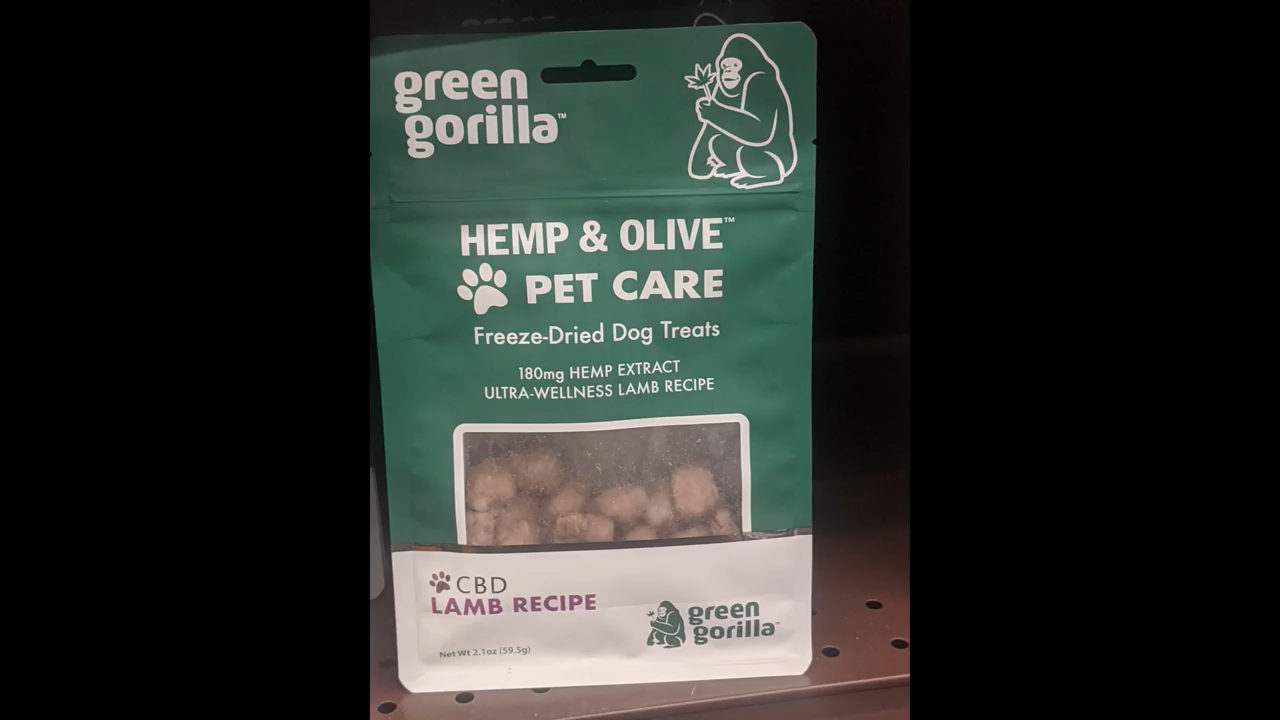 green
gorilla™
HEMP & OLIVE™
PET CARE
Freeze-Dried Dog Treats
180mg HEMP EXTRACT
ULTRA-WELLNESS LAMB RECIPE
CBD
LAMB RECIPE
green
gorilla™
Net Wt 2.1oz (59.5g)